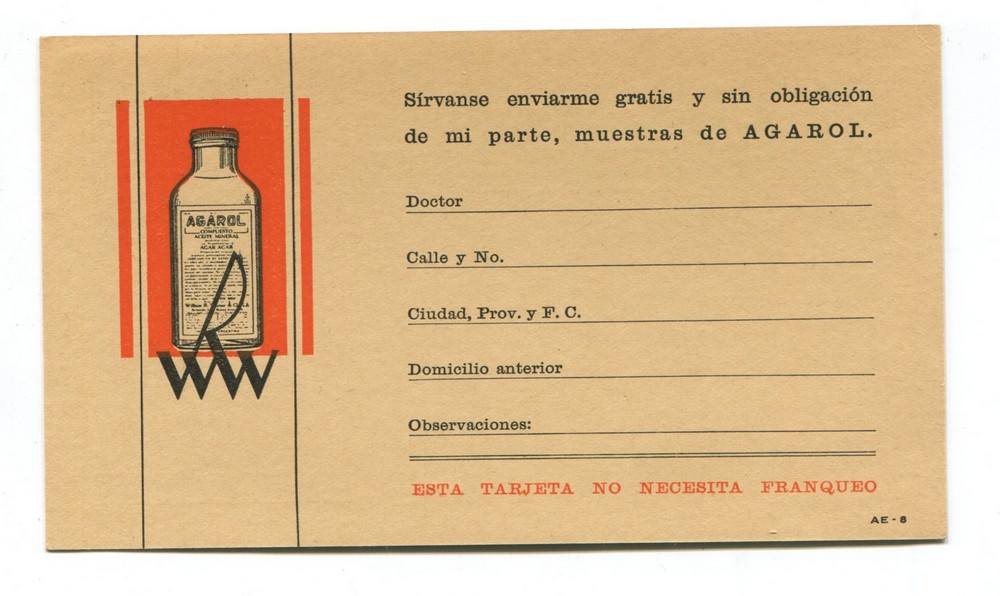 Sírvanse enviarme gratis y sin obligación
de mi parte, muestras de AGAROL.
Doctor
Calle y No.
Ciudad, Prov. y F. C.
Domicilio anterior
Observaciones:
ESTA TARJETA NO NECESITA FRANQUEO
AE - 8
AGAROL
COMPUESTO
ACEITE MINERAL
AGAR AGAR
WRW